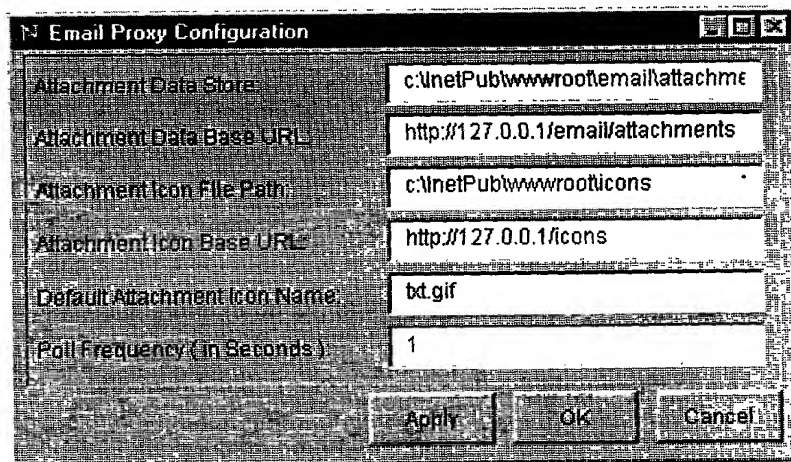 Email Proxy Configuration
Attachment Data Store: c:\InetPub\wwwroot\email\attachme
Attachment Data Base URL: http://127.0.0.1/email/attachments
Attachment Icon File Path: c:\InetPub\wwwroot\icons
Attachment Icon Base URL: http://127.0.0.1/icons
Default Attachment Icon Name: txt.gif
Poll Frequency ( in Seconds ): 1
Apply OK Cancel